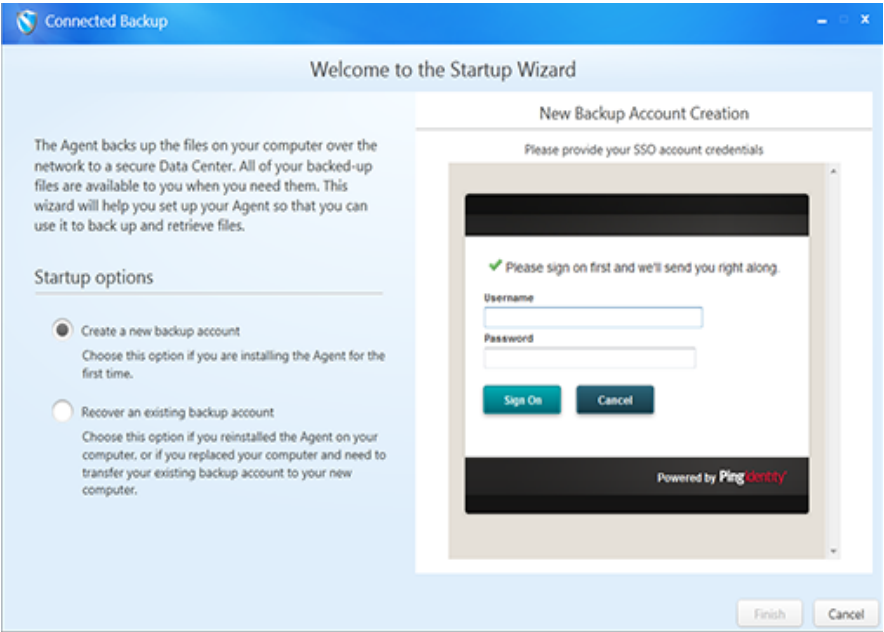 Connected Backup
Welcome to the Startup Wizard
The Agent backs up the files on your computer over the
network to a secure Data Center. All of your backed-up
files are available to you when you need them. This
wizard will help you set up your Agent so that you can
use it to back up and retrieve files.
Startup options
Create a new backup account
Choose this option if you are installing the Agent for the
first time.
Recover an existing backup account
Choose this option if you reinstalled the Agent on your
computer, or if you replaced your computer and need to
transfer your existing backup account to your new
computer.
New Backup Account Creation
Please provide your SSO account credentials
Please sign on first and we'll send you right along.
Username
Password
Sign On
Cancel
Powered by PingIdentity
Finish
Cancel